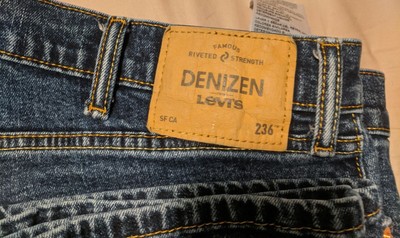 FAMOUS
RIVETED STRENGTH
DENIZEN
LEVI'S
SF CA 236